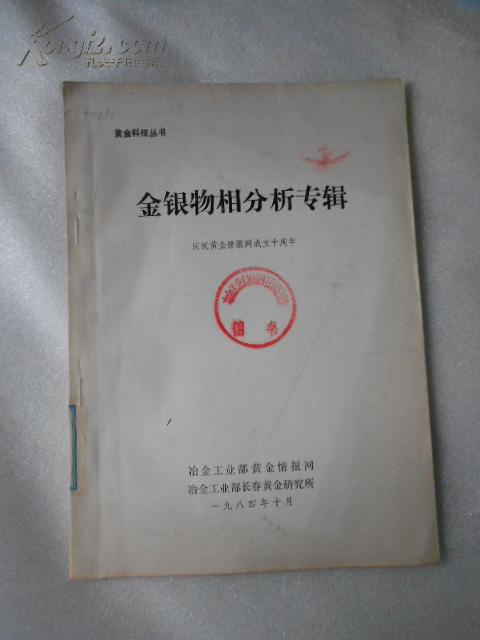 Kongfz.com
孔夫子旧书网
黄金科技丛书
金银物相分析专辑
庆祝黄金情报网成立十周年
冶金工业部黄金情报网
冶金工业部长春黄金研究所
一九八四年十月